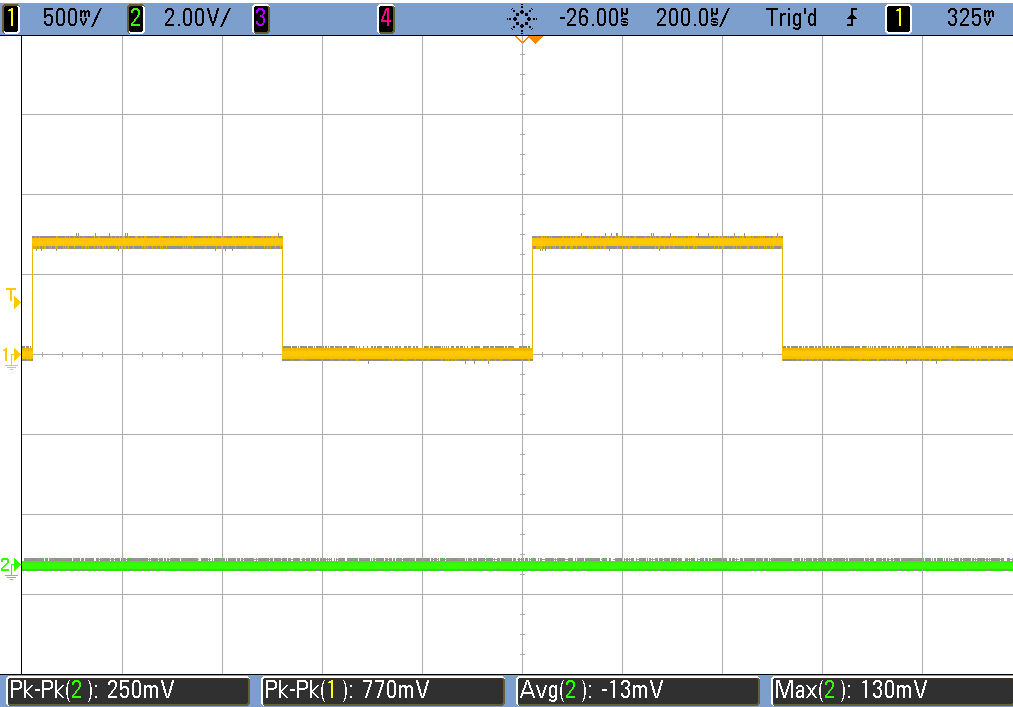 1 500mV/ 2 2.00V/ 3 4 -26.00µs 200.0µs/ Trig'd 1 325mV
T
1
2
Pk-Pk(2): 250mV Pk-Pk(1): 770mV Avg(2): -13mV Max(2): 130mV